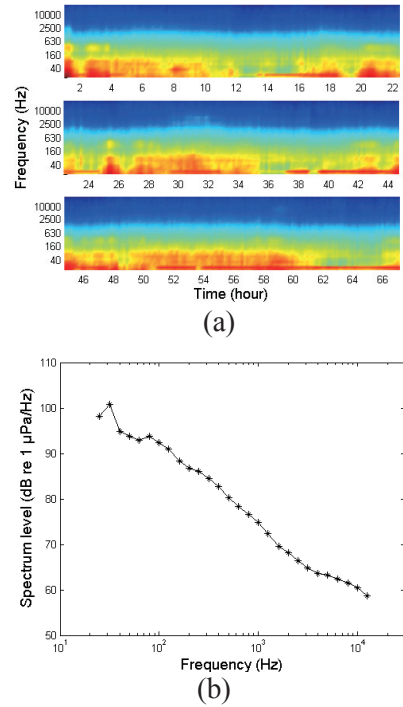 (a)
Frequency (Hz)
10000
2500
630
160
40
2 4 6 8 10 12 14 16 18 20 22
10000
2500
630
160
40
24 26 28 30 32 34 36 38 40 42 44
10000
2500
630
160
40
46 48 50 52 54 56 58 60 62 64 66
Time (hour)
(a)
(b)
Spectrum level (dB re 1 µPa/Hz)
110
100
90
80
70
60
50
10¹ 10² 10³ 10⁴
Frequency (Hz)
(b)